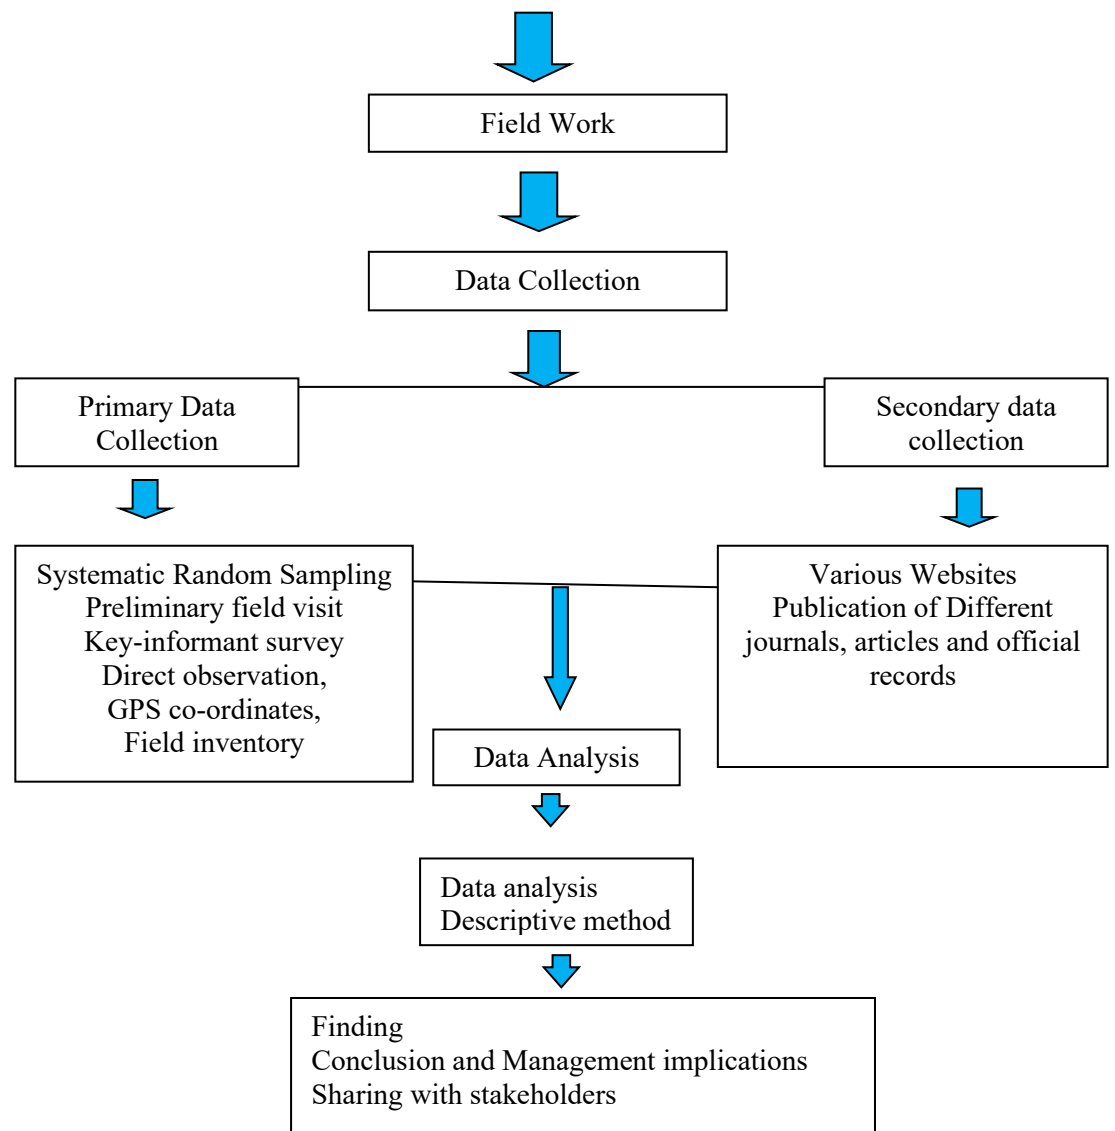 Field Work
Data Collection
Primary Data
Collection
Secondary data
collection
Systematic Random Sampling
Preliminary field visit
Key-informant survey
Direct observation,
GPS co-ordinates,
Field inventory
Various Websites
Publication of Different
journals, articles and official
records
Data Analysis
Data analysis
Descriptive method
Finding
Conclusion and Management implications
Sharing with stakeholders